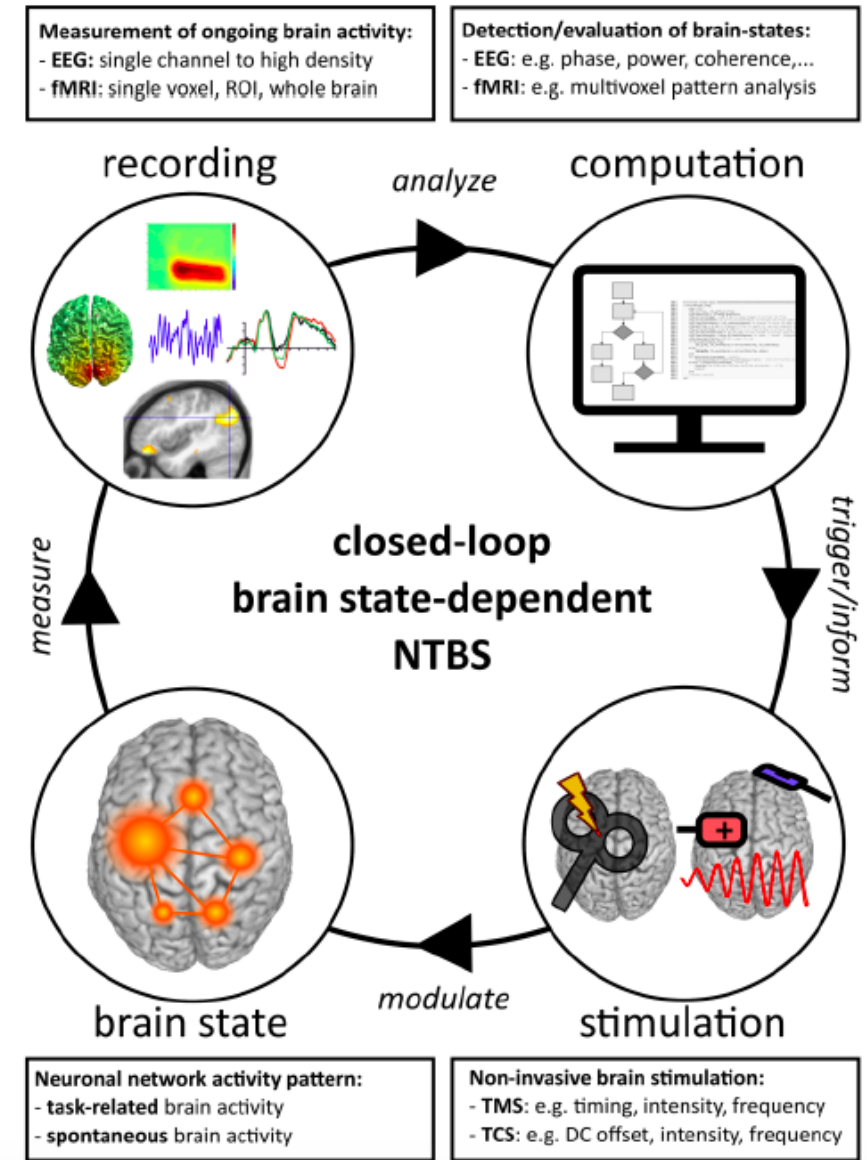 Measurement of ongoing brain activity:
- EEG: single channel to high density
- fMRI: single voxel, ROI, whole brain
Detection/evaluation of brain-states:
- EEG: e.g. phase, power, coherence,...
- fMRI: e.g. multivoxel pattern analysis
recording
analyze
computation
measure
closed-loop
brain state-dependent
NTBS
trigger/inform
+
brain state
modulate
stimulation
Neuronal network activity pattern:
- task-related brain activity
- spontaneous brain activity
Non-invasive brain stimulation:
- TMS: e.g. timing, intensity, frequency
- TCS: e.g. DC offset, intensity, frequency